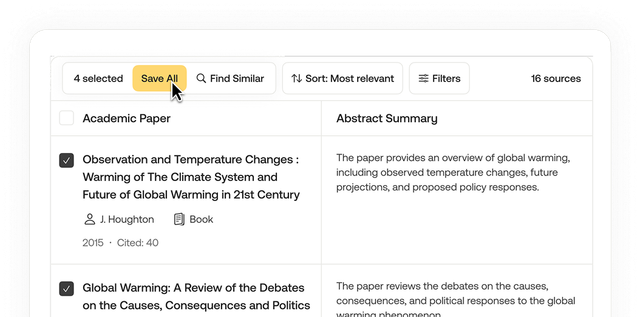 4 selected Save All Find Similar Sort: Most relevant Filters 16 sources
Academic Paper Abstract Summary
Observation and Temperature Changes :
Warming of The Climate System and
Future of Global Warming in 21st Century
J. Houghton Book
2015 · Cited: 40
The paper provides an overview of global warming,
including observed temperature changes, future
projections, and proposed policy responses.
Global Warming: A Review of the Debates
on the Causes, Consequences and Politics
The paper reviews the debates on the causes,
consequences, and political responses to the global
warming phenomenon